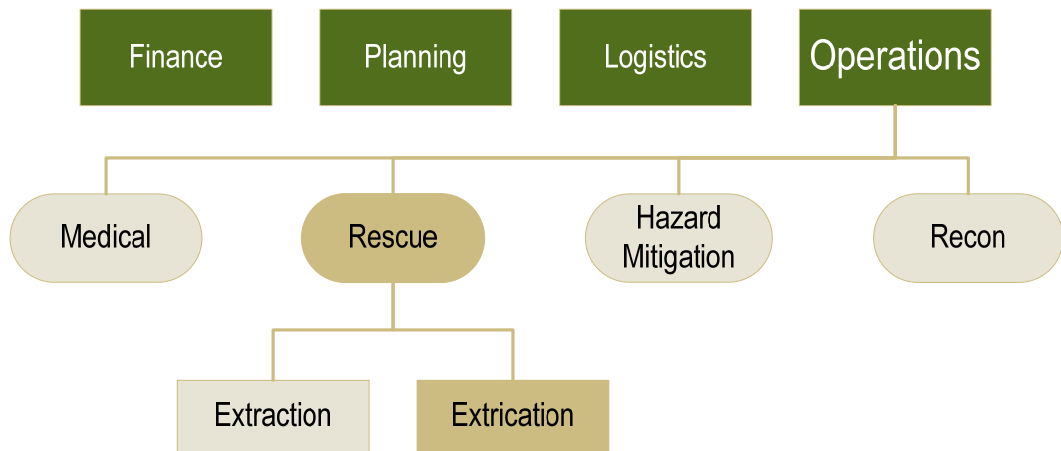 Finance
Planning
Logistics
Operations
Medical
Rescue
Hazard
Mitigation
Recon
Extraction
Extrication